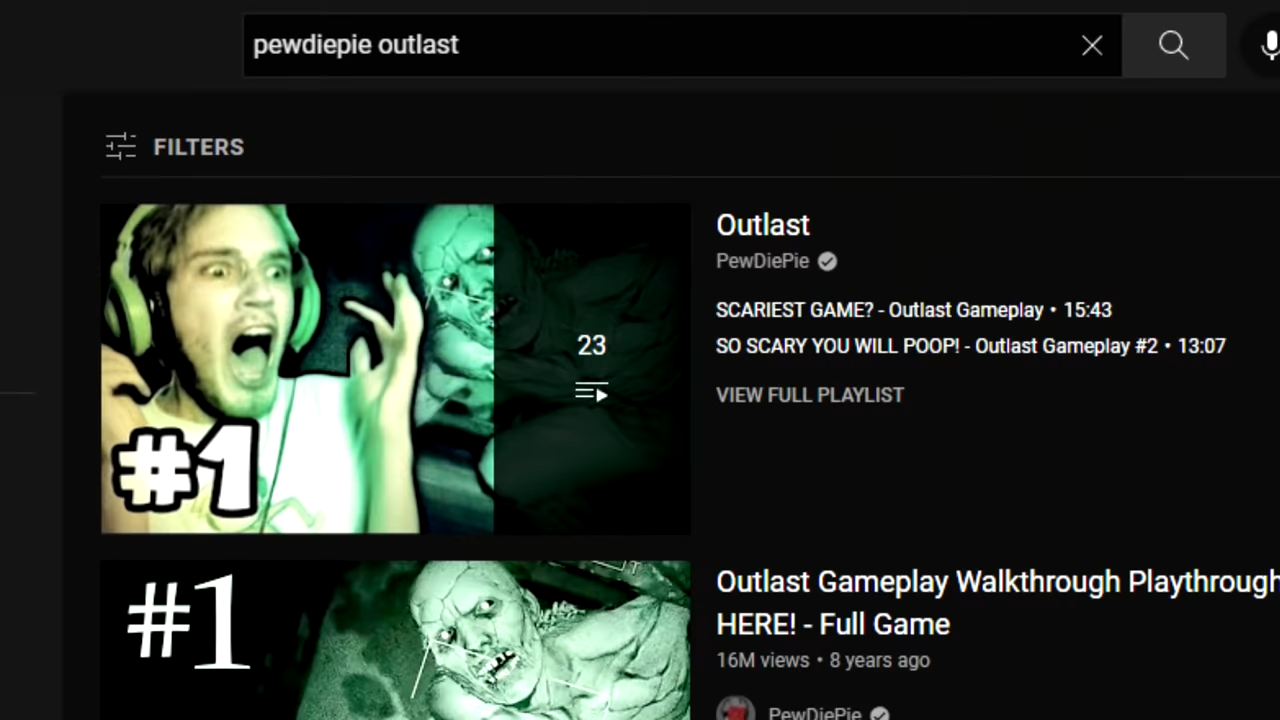 pewdiepie outlast
FILTERS
Outlast
PewDiePie
SCARIEST GAME? - Outlast Gameplay • 15:43
SO SCARY YOU WILL POOP! - Outlast Gameplay #2 • 13:07
VIEW FULL PLAYLIST
23
#1
#1
Outlast Gameplay Walkthrough Playthrough
HERE! - Full Game
16M views • 8 years ago
PewDiePie